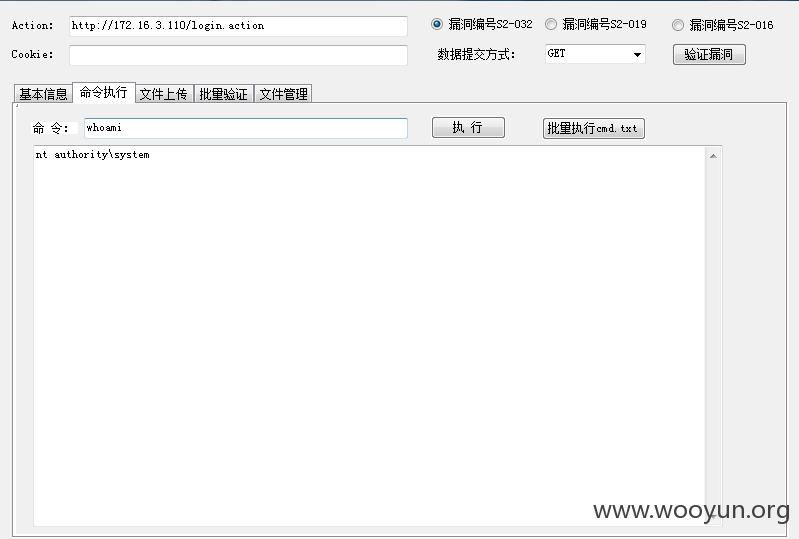 Action: http://172.16.3.110/login.action 漏洞编号S2-032 漏洞编号S2-019 漏洞编号S2-016
Cookie: 数据提交方式: GET 验证漏洞
基本信息 命令执行 文件上传 批量验证 文件管理
命 令: whoami 执 行 批量执行cmd.txt
nt authority\system
www.wooyun.org